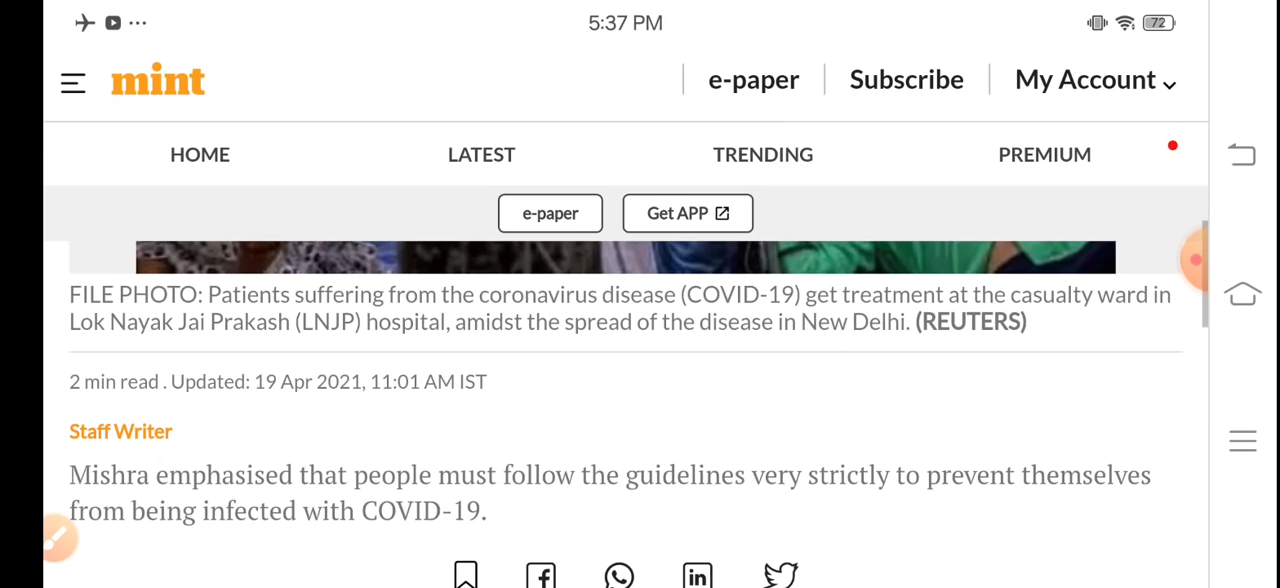 5:37 PM
72
mint
e-paper
Subscribe
My Account
HOME
LATEST
TRENDING
PREMIUM
e-paper
Get APP
FILE PHOTO: Patients suffering from the coronavirus disease (COVID-19) get treatment at the casualty ward in
Lok Nayak Jai Prakash (LNJP) hospital, amidst the spread of the disease in New Delhi. (REUTERS)
2 min read . Updated: 19 Apr 2021, 11:01 AM IST
Staff Writer
Mishra emphasised that people must follow the guidelines very strictly to prevent themselves
from being infected with COVID-19.